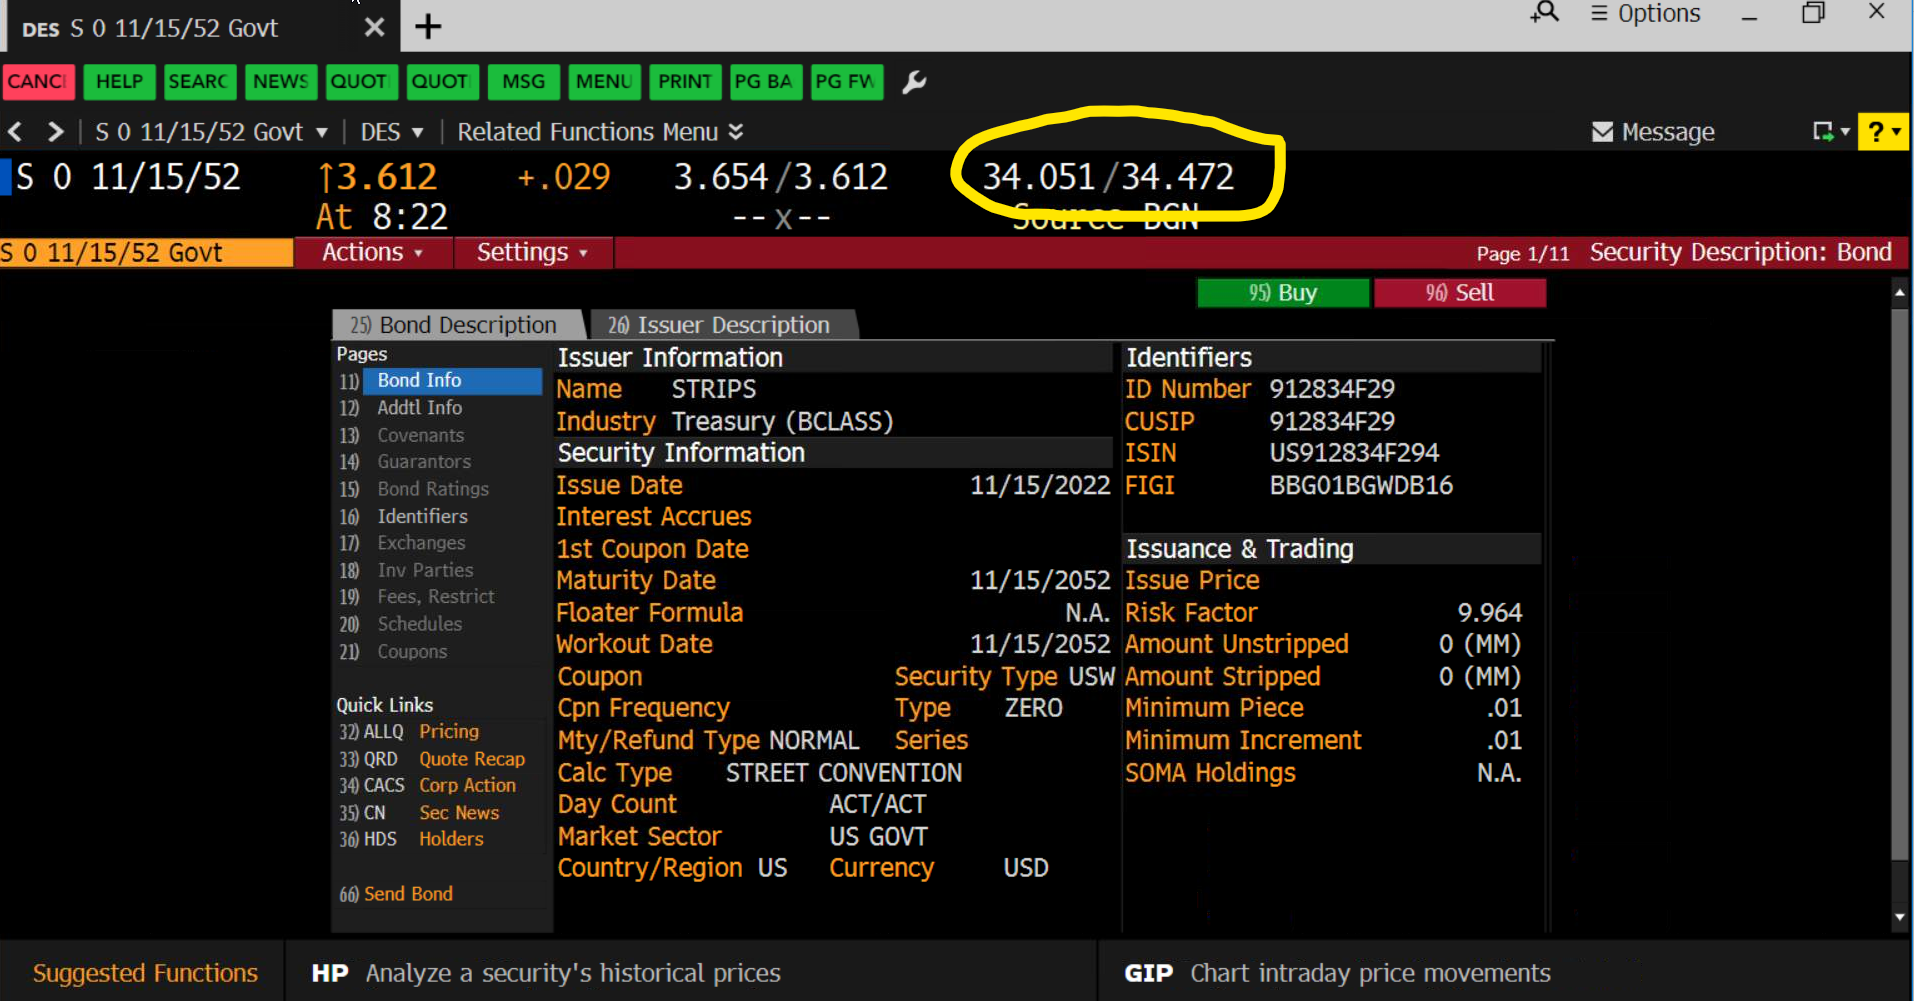 DES S 0 11/15/52 Govt
Options
CANC HELP SEARC NEWS QUOT QUOT MSG MENU PRINT PG BA PG FW
S 0 11/15/52 Govt DES Related Functions Menu Message ?
S 0 11/15/52 ↑3.612 +.029 3.654/3.612 34.051/34.472
At 8:22 --x-- Source BGN
S 0 11/15/52 Govt Actions Settings Page 1/11 Security Description: Bond
95) Buy 96) Sell
25) Bond Description 26) Issuer Description
Pages
11) Bond Info
12) Addtl Info
13) Covenants
14) Guarantors
15) Bond Ratings
16) Identifiers
17) Exchanges
18) Inv Parties
19) Fees, Restrict
20) Schedules
21) Coupons
Quick Links
32) ALLQ Pricing
33) QRD Quote Recap
34) CACS Corp Action
35) CN Sec News
36) HDS Holders
66) Send Bond
Issuer Information
Name STRIPS
Industry Treasury (BCLASS)
Security Information
Issue Date 11/15/2022
Interest Accrues
1st Coupon Date
Maturity Date 11/15/2052
Floater Formula N.A.
Workout Date 11/15/2052
Coupon Security Type USW
Cpn Frequency Type ZERO
Mty/Refund Type NORMAL Series
Calc Type STREET CONVENTION
Day Count ACT/ACT
Market Sector US GOVT
Country/Region US Currency USD
Identifiers
ID Number 912834F29
CUSIP 912834F29
ISIN US912834F294
FIGI BBG01BGWDB16
Issuance & Trading
Issue Price
Risk Factor 9.964
Amount Unstripped 0 (MM)
Amount Stripped 0 (MM)
Minimum Piece .01
Minimum Increment .01
SOMA Holdings N.A.
Suggested Functions HP Analyze a security's historical prices GIP Chart intraday price movements